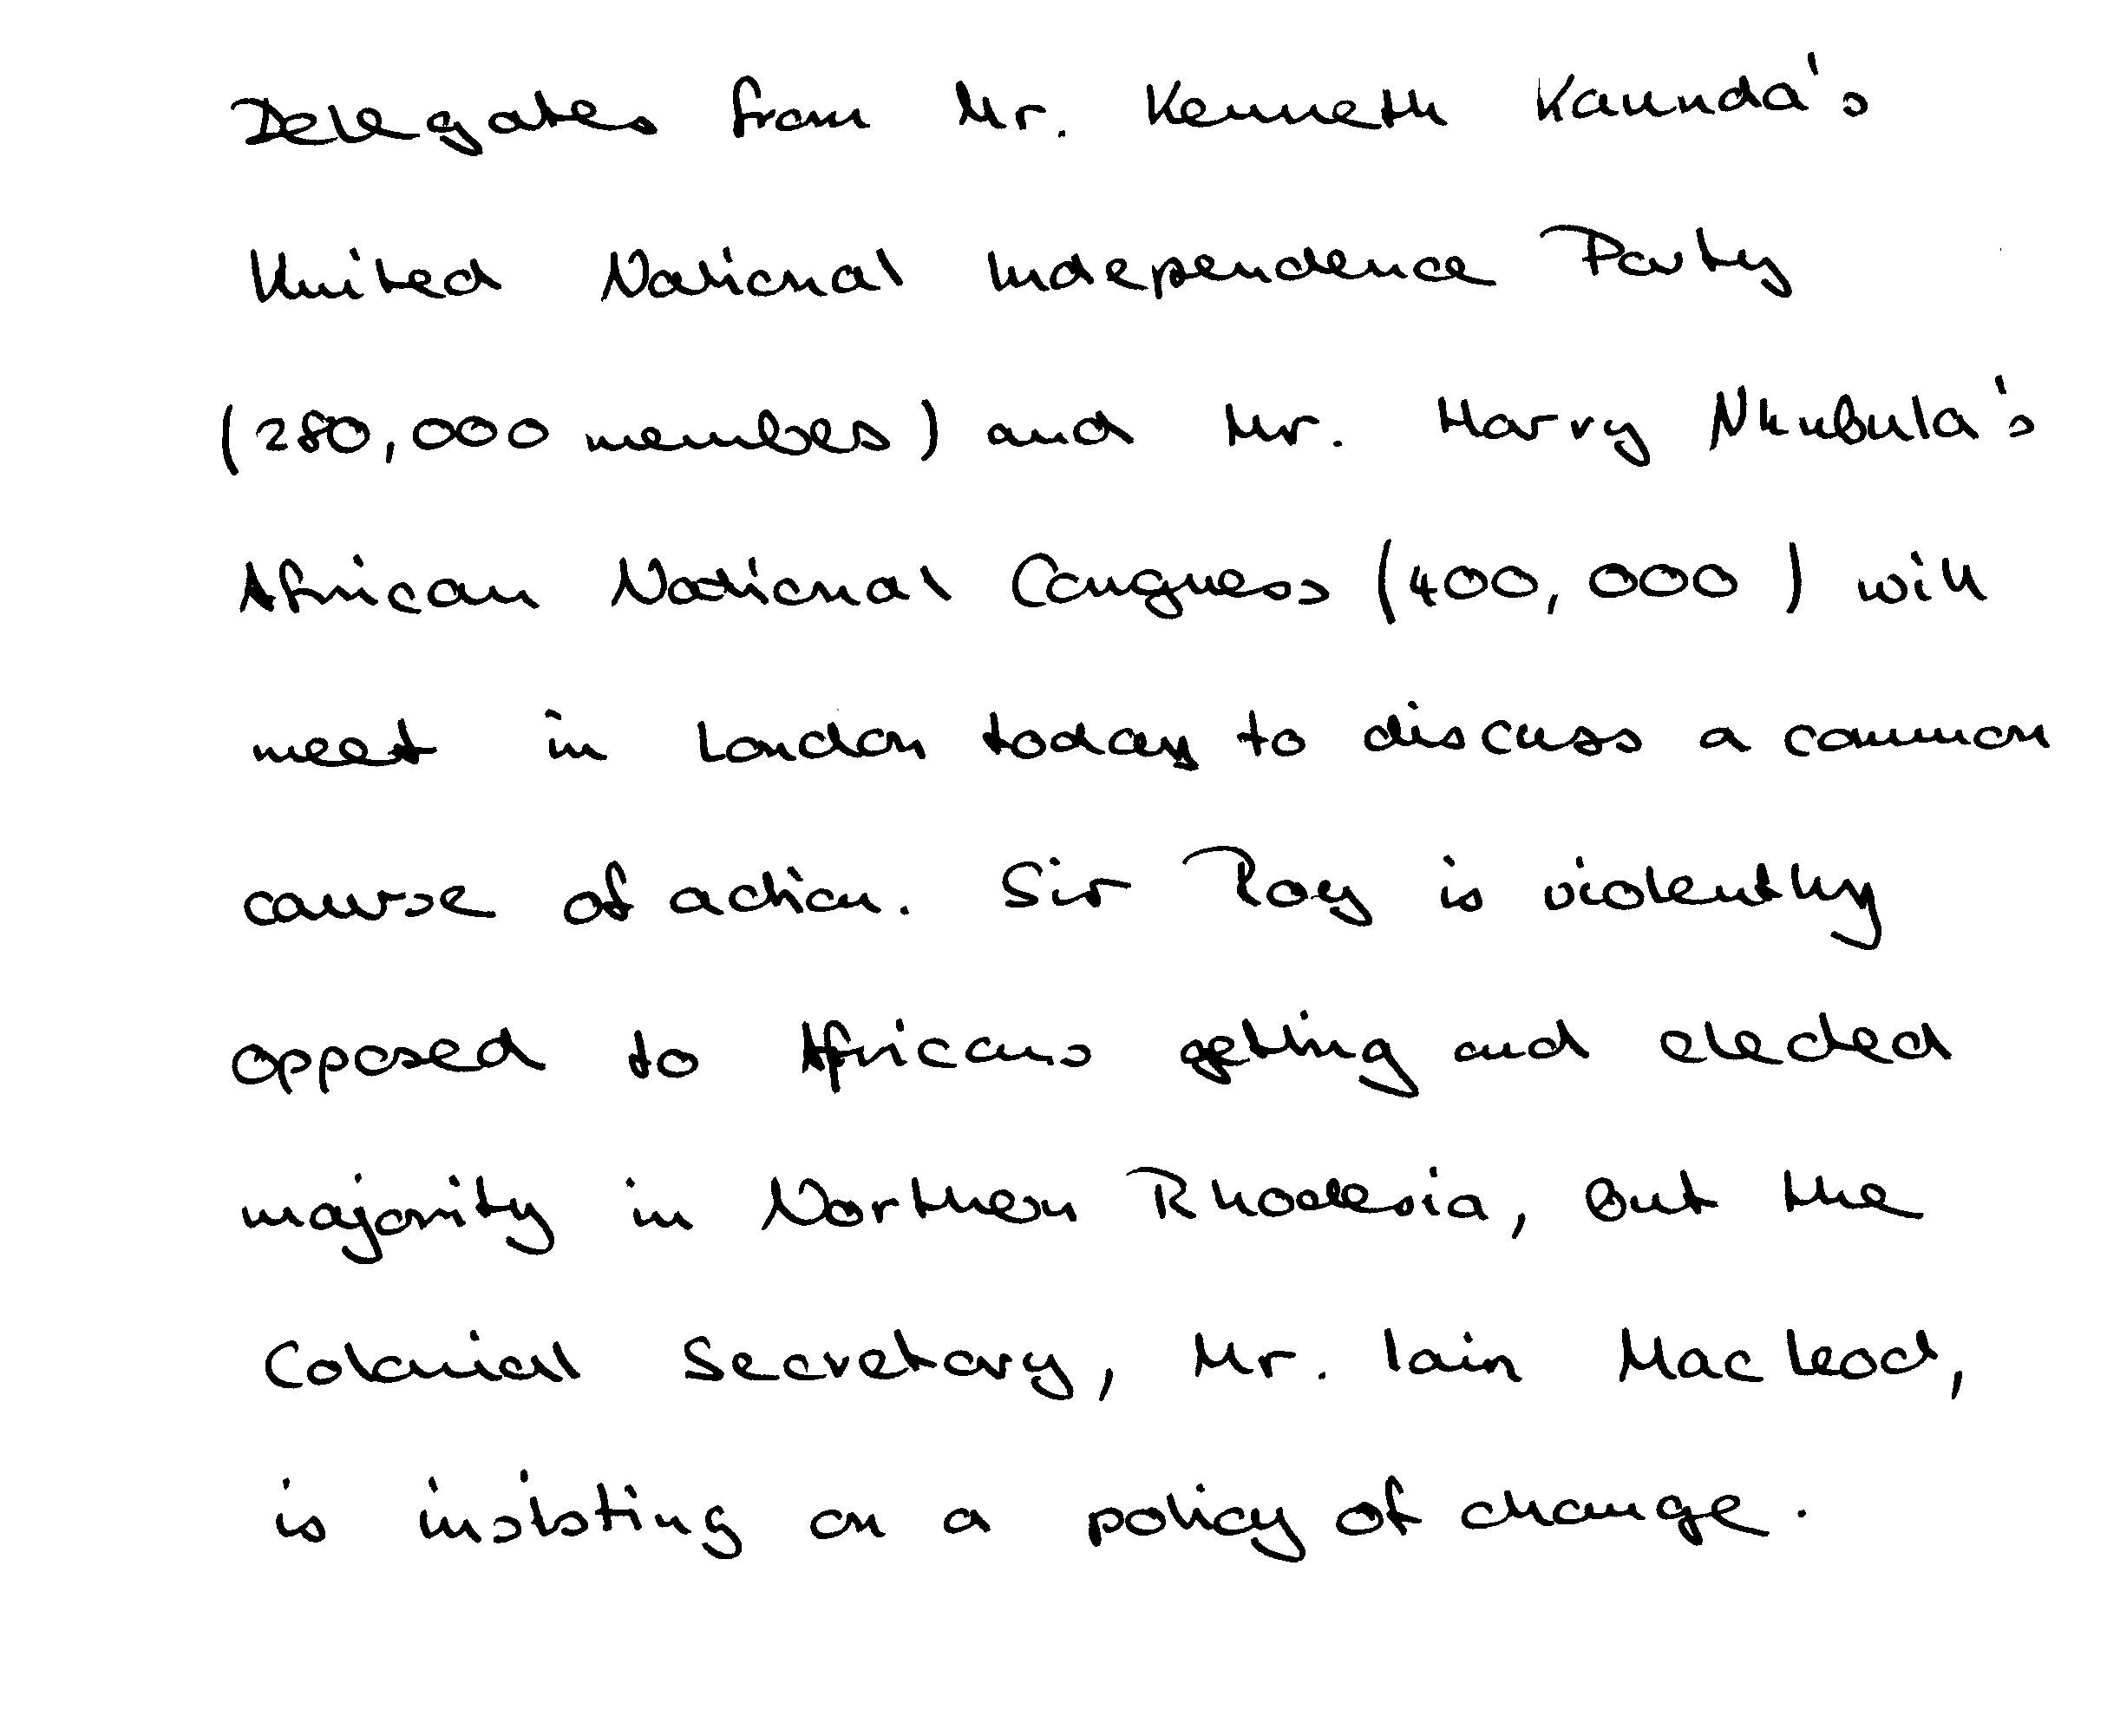 Delegates from Mr. Kenneth Kaunda's
United National Independence Party
(280,000 members) and Mr. Harry Nkubula's
African National Congress (400,000) will
meet in London today to discuss a common
course of action. Sir Roy is violently
opposed to Africans getting and elected
majority in Northern Rhodesia, but the
Colonial Secretary, Mr. Iain Macleod,
is insisting on a policy of change.